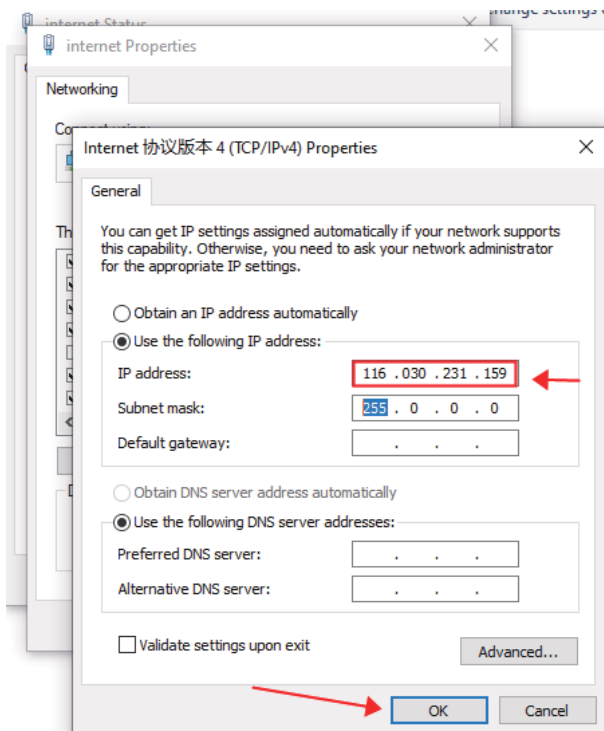 internet Status
internet Properties
Networking
Internet 协议版本 4 (TCP/IPv4) Properties
General
Th
You can get IP settings assigned automatically if your network supports
this capability. Otherwise, you need to ask your network administrator
for the appropriate IP settings.
Obtain an IP address automatically
Use the following IP address:
IP address:
116 . 030 . 231 . 159
Subnet mask:
255 . 0 . 0 . 0
Default gateway:
. . .
Obtain DNS server address automatically
Use the following DNS server addresses:
Preferred DNS server:
. . .
Alternative DNS server:
. . .
Validate settings upon exit
Advanced...
OK
Cancel